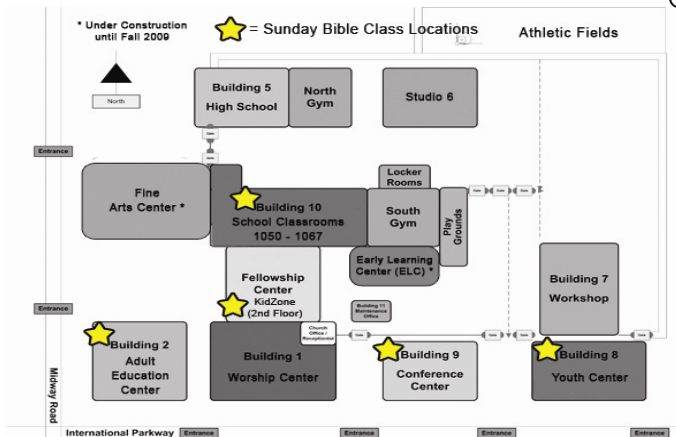 * Under Construction
until Fall 2009
= Sunday Bible Class Locations
Athletic Fields
North
Building 5
High School
North
Gym
Studio 6
Entrance
Fine
Arts Center *
Building 10
School Classrooms
1050 - 1067
Locker
Rooms
South
Gym
Play
Grounds
Early Learning
Center (ELC) *
Fellowship
Center
KidZone
(2nd Floor)
Building 11
Maintenance
Office
Building 7
Workshop
Entrance
Church
Office /
Receptionist
Building 2
Adult
Education
Center
Building 1
Worship Center
Building 9
Conference
Center
Building 8
Youth Center
Midway Road
International Parkway
Entrance
Entrance
Entrance
Entrance